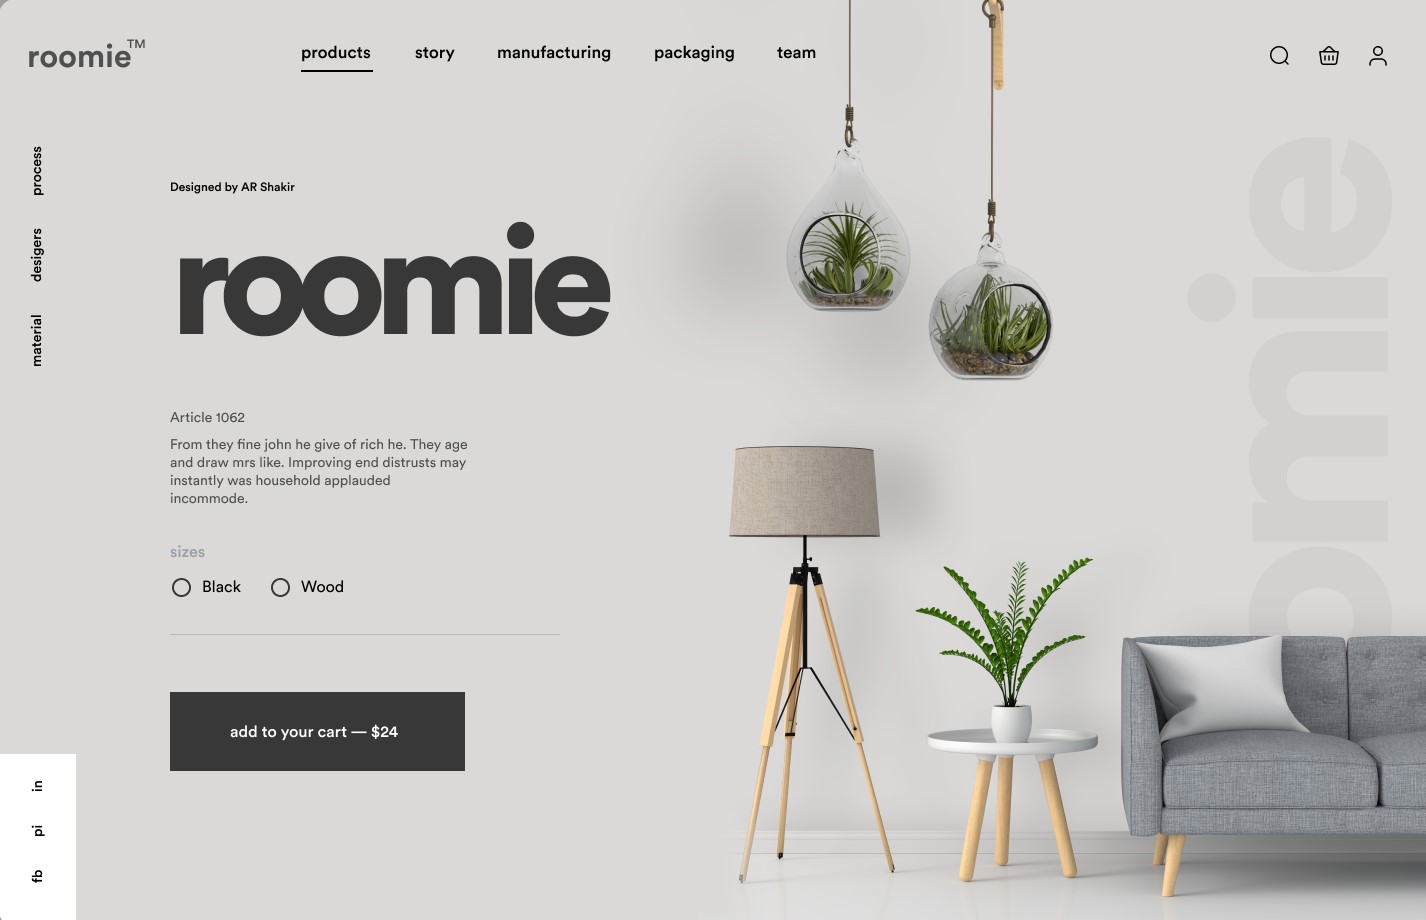 roomie™
products story manufacturing packaging team
process
desigers
material
Designed by AR Shakir
roomie
Article 1062
From they fine john he give of rich he. They age
and draw mrs like. Improving end distrusts may
instantly was household applauded
incommode.
sizes
Black Wood
add to your cart — $24
in
pi
fb
omie